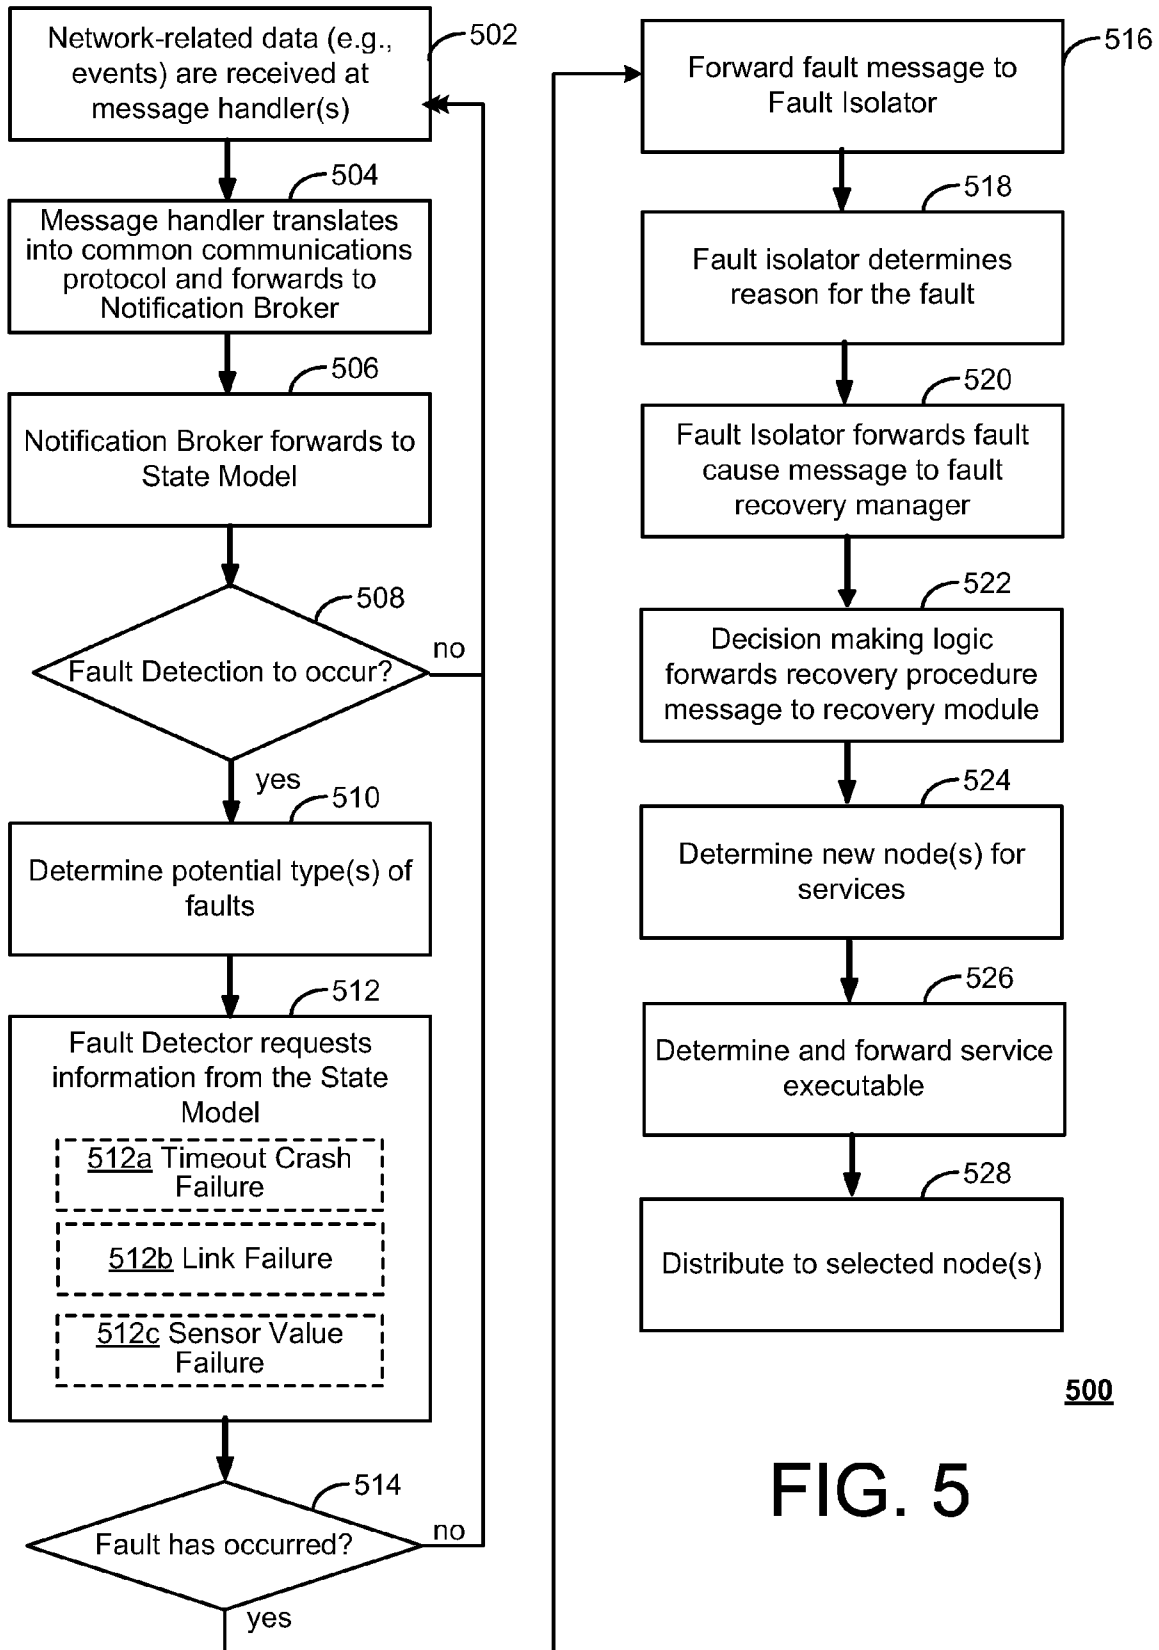 Network-related data (e.g.,
events) are received at
message handler(s)
502
504
Message handler translates
into common communications
protocol and forwards to
Notification Broker
506
Notification Broker forwards to
State Model
508
Fault Detection to occur?
no
yes
510
Determine potential type(s) of
faults
512
Fault Detector requests
information from the State
Model
512a Timeout Crash
Failure
512b Link Failure
512c Sensor Value
Failure
514
Fault has occurred?
no
yes
516
Forward fault message to
Fault Isolator
518
Fault isolator determines
reason for the fault
520
Fault Isolator forwards fault
cause message to fault
recovery manager
522
Decision making logic
forwards recovery procedure
message to recovery module
524
Determine new node(s) for
services
526
Determine and forward service
executable
528
Distribute to selected node(s)
500
FIG. 5